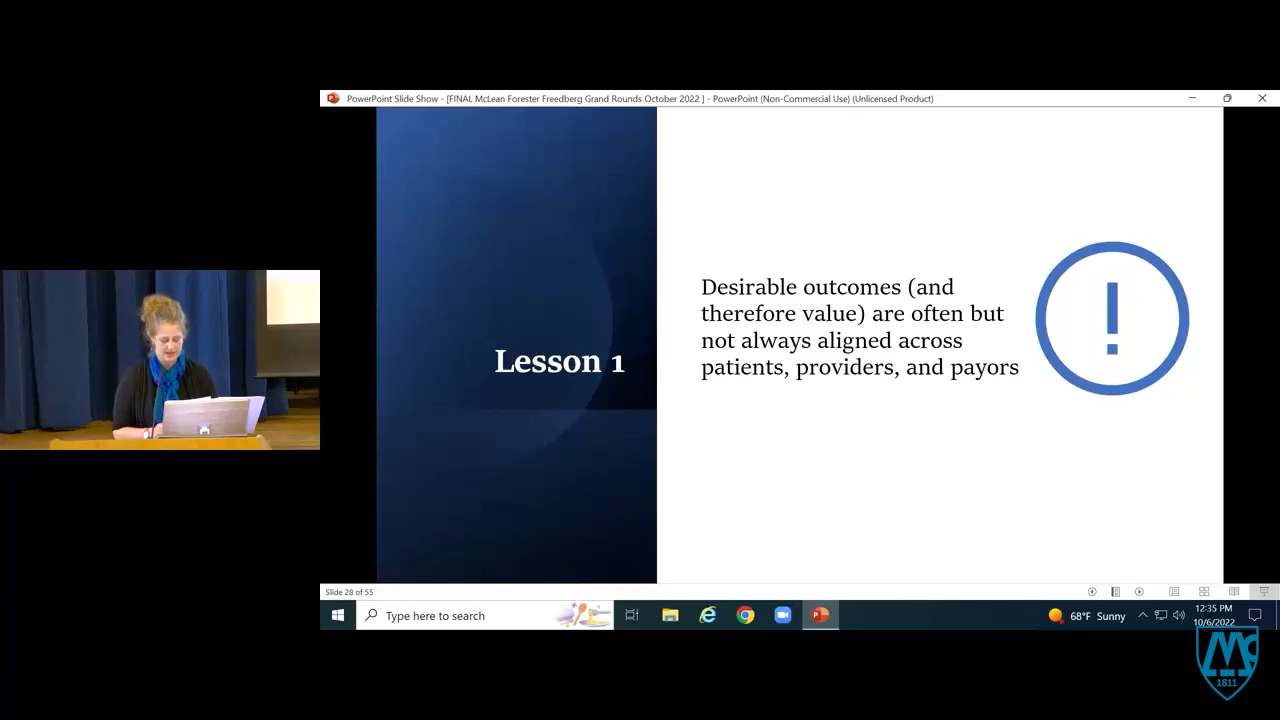 PowerPoint Slide Show - [FINAL McLean Forester Freedberg Grand Rounds October 2022 ] - PowerPoint (Non-Commercial Use) (Unlicensed Product)
Lesson 1
Desirable outcomes (and
therefore value) are often but
not always aligned across
patients, providers, and payors
!
Slide 28 of 55
Type here to search
68°F Sunny
12:35 PM
10/6/2022
1811